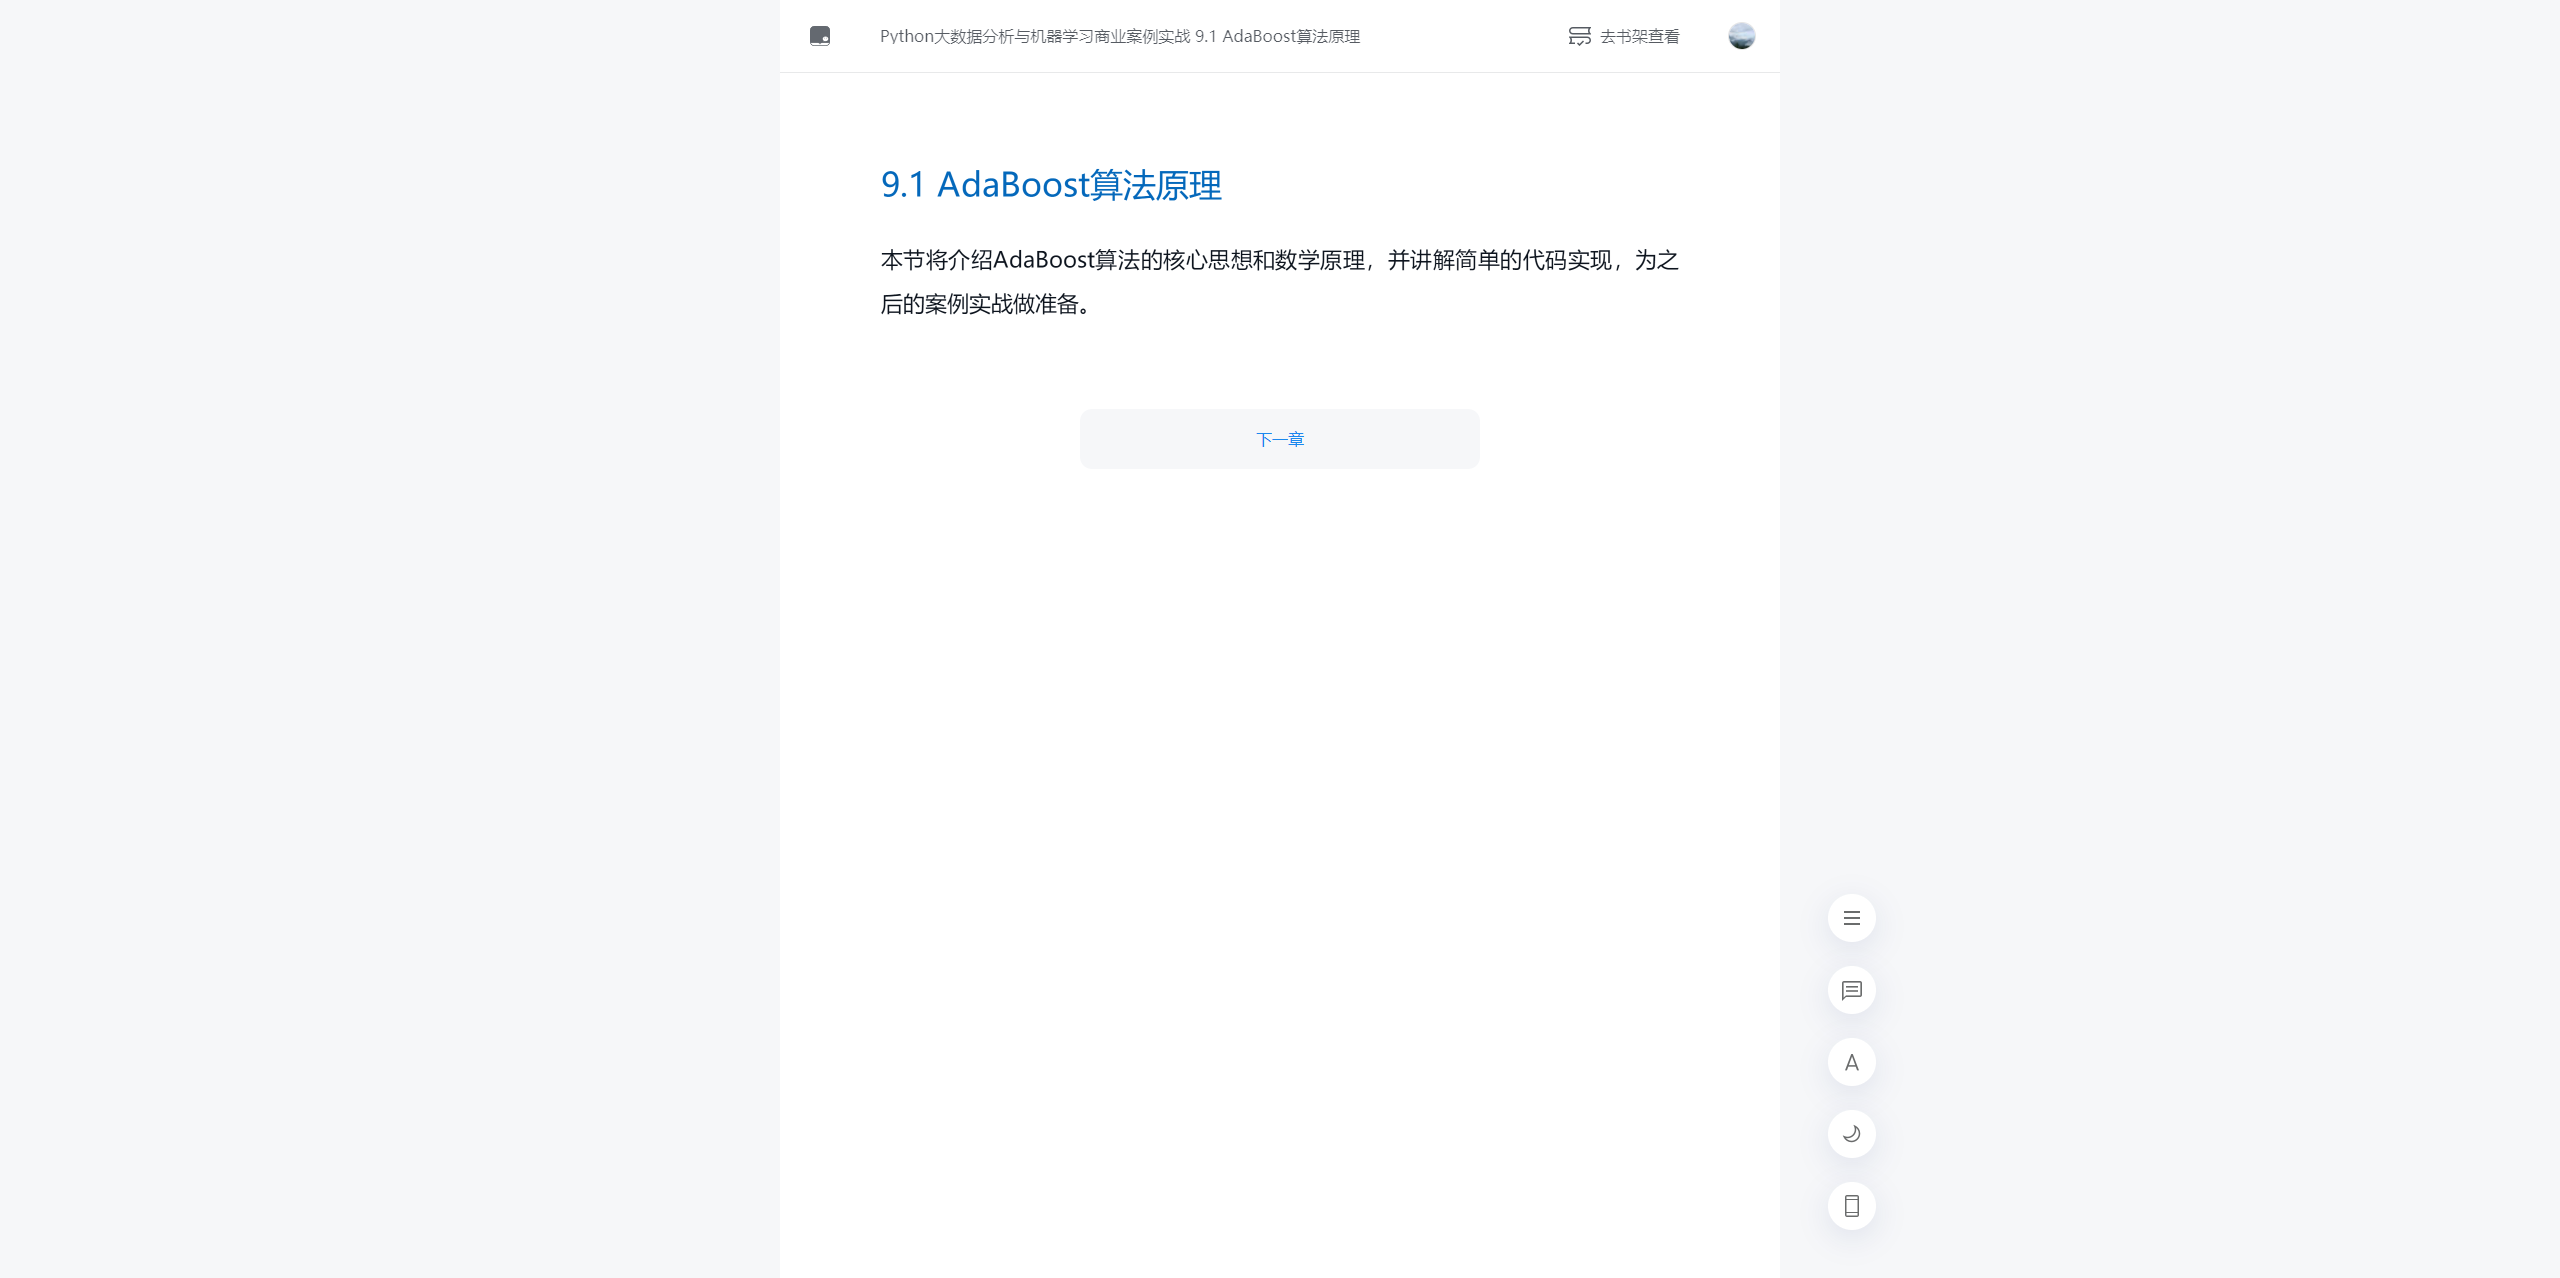 Python大数据分析与机器学习商业案例实战 9.1 AdaBoost算法原理
去书架查看
9.1 AdaBoost算法原理
本节将介绍AdaBoost算法的核心思想和数学原理，并讲解简单的代码实现，为之
后的案例实战做准备。
下一章
A